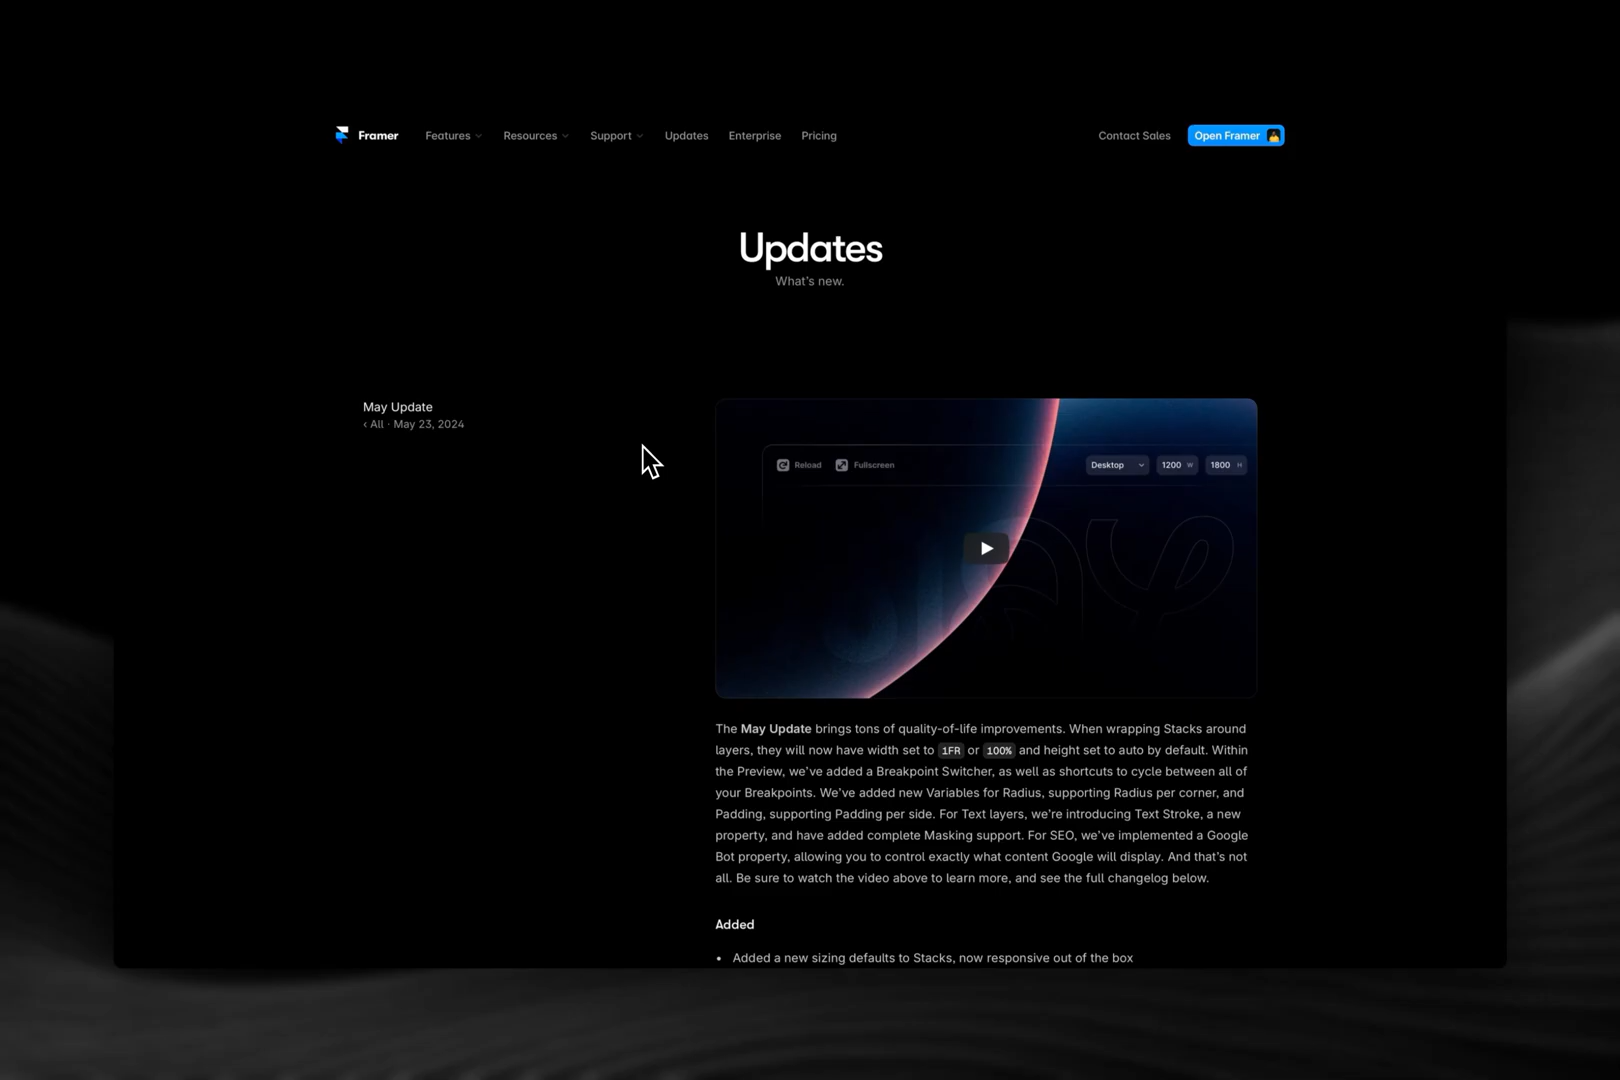 Framer Features Resources Support Updates Enterprise Pricing Contact Sales Open Framer
Updates
What's new.
May Update
‹ All · May 23, 2024
Reload Fullscreen Desktop 1200 W 1800 H
The May Update brings tons of quality-of-life improvements. When wrapping Stacks around
layers, they will now have width set to 1FR or 100% and height set to auto by default. Within
the Preview, we've added a Breakpoint Switcher, as well as shortcuts to cycle between all of
your Breakpoints. We've added new Variables for Radius, supporting Radius per corner, and
Padding, supporting Padding per side. For Text layers, we're introducing Text Stroke, a new
property, and have added complete Masking support. For SEO, we've implemented a Google
Bot property, allowing you to control exactly what content Google will display. And that's not
all. Be sure to watch the video above to learn more, and see the full changelog below.
Added
• Added a new sizing defaults to Stacks, now responsive out of the box